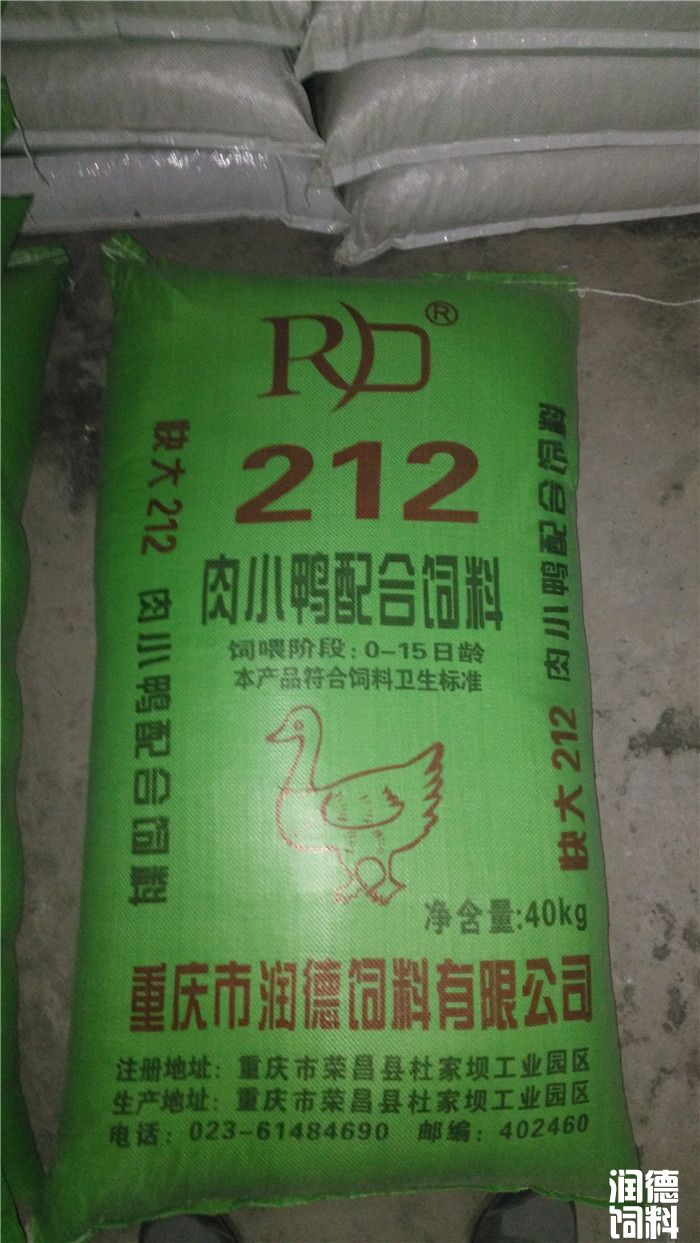 RD®
212
肉小鸭配合饲料
饲喂阶段：0-15日龄
本产品符合饲料卫生标准
快大212 肉小鸭配合饲料
快大212 肉小鸭配合饲料
净含量:40kg
重庆市润德饲料有限公司
注册地址：重庆市荣昌县杜家坝工业园区
生产地址：重庆市荣昌县杜家坝工业园区
电话：023-61484690 邮编：402460
润德
饲料